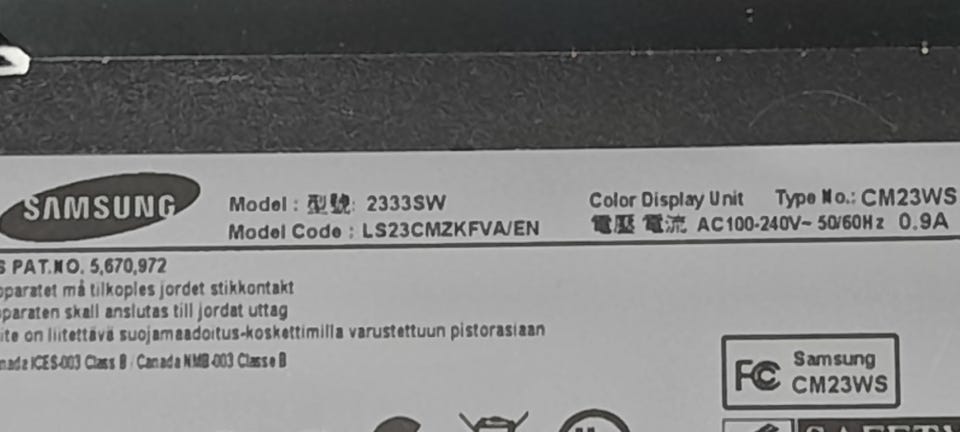 SAMSUNG
Model : 型號: 2333SW
Model Code : LS23CMZKFVA/EN
Color Display Unit Type No.: CM23WS
電壓 電流 AC100-240V~ 50/60Hz 0.9A
S PAT.NO. 5,670,972
pparatet må tilkoples jordet stikkontakt
paraten skall anslutas till jordat uttag
ite on liitettävä suojamaadoitus-koskettimilla varustettuun pistorasiaan
nada ICES-003 Class B / Canada NMB-003 Classe B
FC Samsung
CM23WS